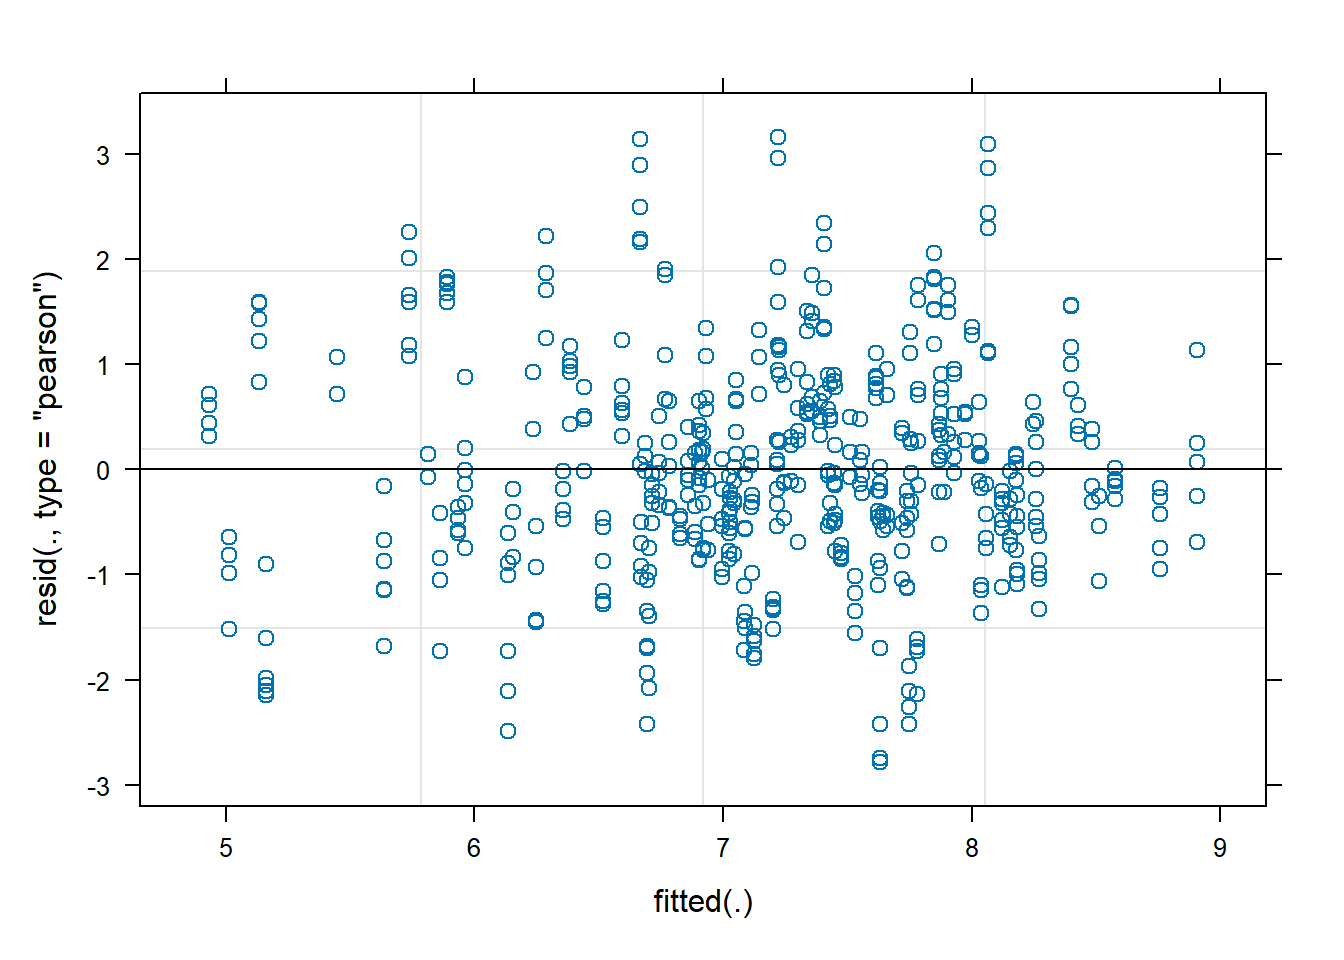 3
2
1
0
-1
-2
-3
resid(., type = "pearson")
5 6 7 8 9
fitted(.)